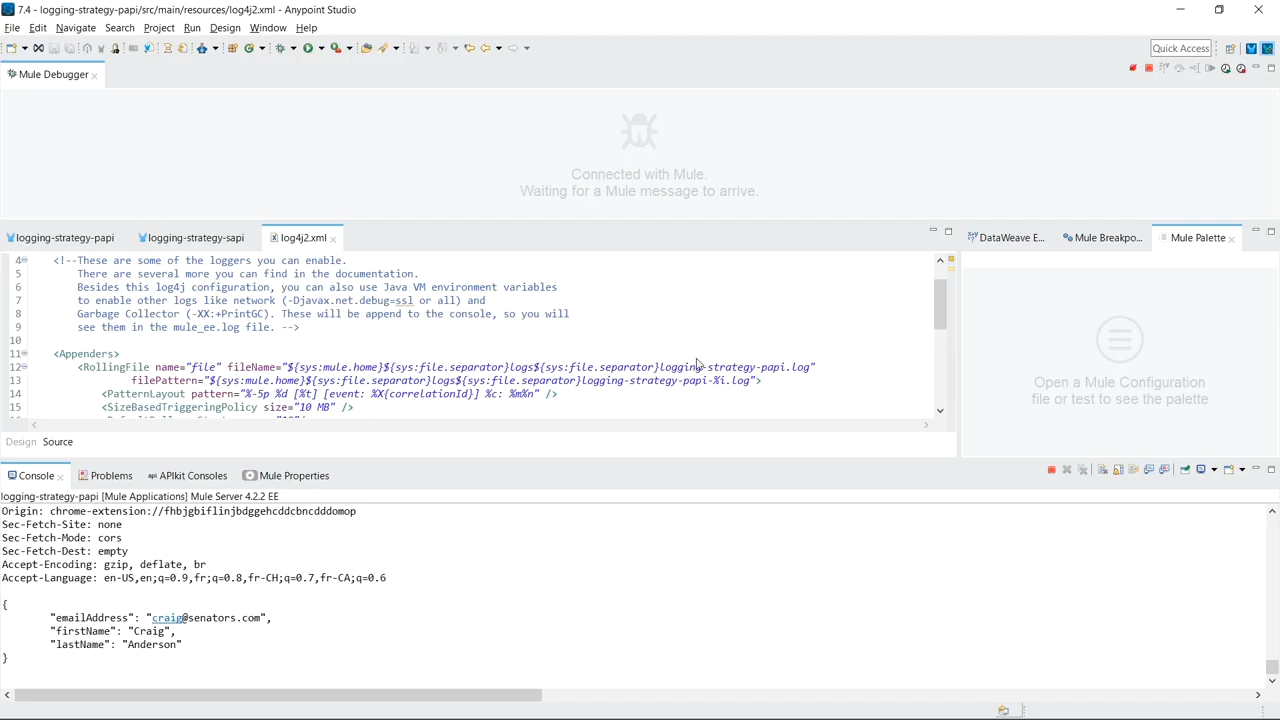 7.4 - logging-strategy-papi/src/main/resources/log4j2.xml - Anypoint Studio
File Edit Navigate Search Project Run Design Window Help
Quick Access
Mule Debugger
Connected with Mule.
Waiting for a Mule message to arrive.
logging-strategy-papi logging-strategy-sapi log4j2.xml
DataWeave E... Mule Breakpo... Mule Palette
4 <!--These are some of the loggers you can enable.
5 There are several more you can find in the documentation.
6 Besides this log4j configuration, you can also use Java VM environment variables
7 to enable other logs like network (-Djavax.net.debug=ssl or all) and
8 Garbage Collector (-XX:+PrintGC). These will be append to the console, so you will
9 see them in the mule_ee.log file. -->
10
11 <Appenders>
12 <RollingFile name="file" fileName="${sys:mule.home}${sys:file.separator}logs${sys:file.separator}logging-strategy-papi.log"
13 filePattern="${sys:mule.home}${sys:file.separator}logs${sys:file.separator}logging-strategy-papi-%i.log">
14 <PatternLayout pattern="%-5p %d [%t] [event: %X{correlationId}] %c: %m%n" />
15 <SizeBasedTriggeringPolicy size="10 MB" />
Open a Mule Configuration
file or test to see the palette
Design Source
Console Problems api APIkit Consoles Mule Properties
logging-strategy-papi [Mule Applications] Mule Server 4.2.2 EE
Origin: chrome-extension://fhbjgbiflinjbdggehcddcbncdddomop
Sec-Fetch-Site: none
Sec-Fetch-Mode: cors
Sec-Fetch-Dest: empty
Accept-Encoding: gzip, deflate, br
Accept-Language: en-US,en;q=0.9,fr;q=0.8,fr-CH;q=0.7,fr-CA;q=0.6
{
"emailAddress": "craig@senators.com",
"firstName": "Craig",
"lastName": "Anderson"
}